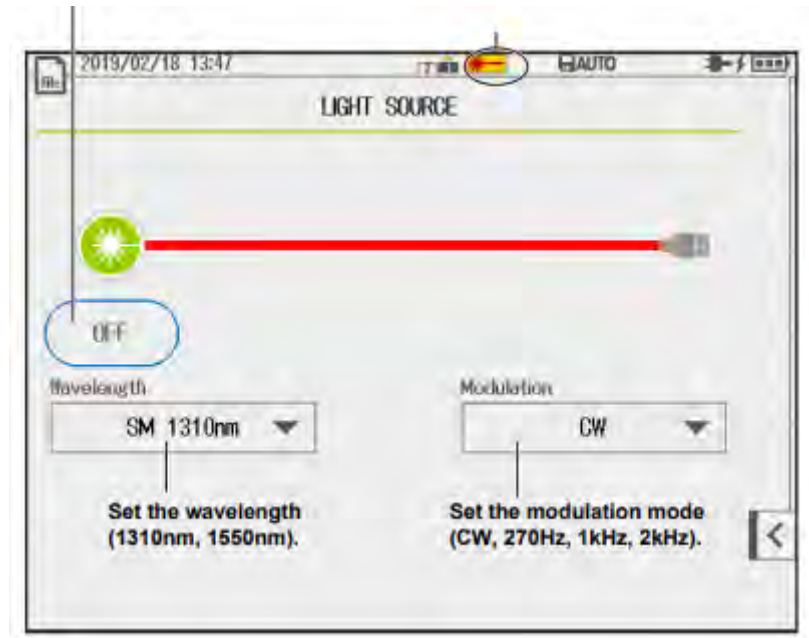 2019/02/18 13:47
AUTO
LIGHT SOURCE
OFF
Wavelength
Modulation
SM 1310nm
CW
Set the wavelength
(1310nm, 1550nm).
Set the modulation mode
(CW, 270Hz, 1kHz, 2kHz).